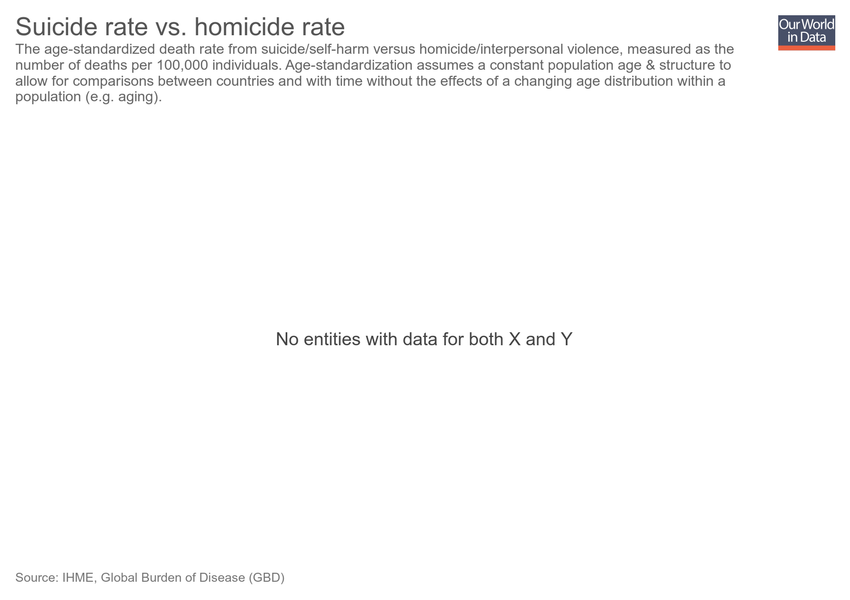 Suicide rate vs. homicide rate
Our World
in Data
The age-standardized death rate from suicide/self-harm versus homicide/interpersonal violence, measured as the
number of deaths per 100,000 individuals. Age-standardization assumes a constant population age & structure to
allow for comparisons between countries and with time without the effects of a changing age distribution within a
population (e.g. aging).
No entities with data for both X and Y
Source: IHME, Global Burden of Disease (GBD)